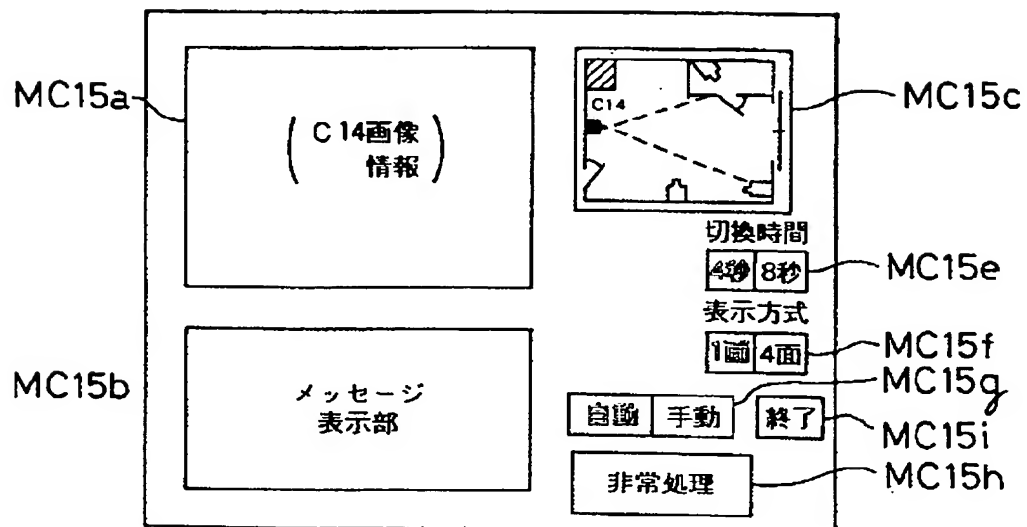 MC15a
(C14画像
情報)
C14
MC15c
切換時間
4秒 8秒
MC15e
表示方式
1面 4面
MC15f
MC15b
メッセージ
表示部
MC15g
自動 手動
終了
MC15i
非常処理
MC15h